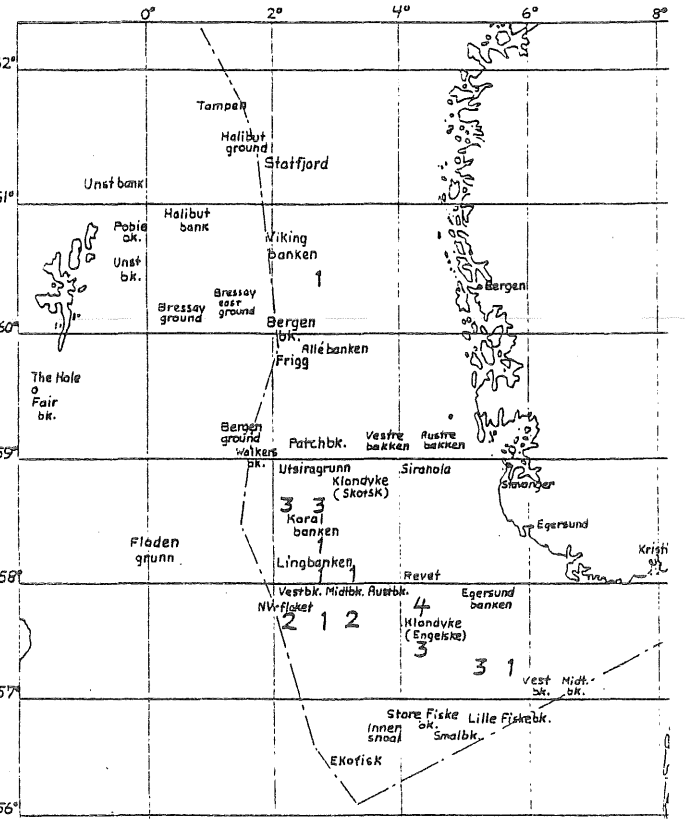 0° 2° 4° 6° 8°
62°
Tampen
Halibut
ground
Statfjord
Unst bank
61°
Halibut
bank
Pobie
bk.
Viking
banken
Unst
bk.
1
Bergen
Bressay
east
ground
Bressay
ground
Bergen
bk.
60°
Allébanken
Frigg
The Hole
Fair
bk.
Bergen
ground
Patchbk.
Vestre
bakken
Austre
bakken
Walkers
bk.
59°
Utsiragrunn
Klondyke
(Skotsk)
Sirahola
Stavanger
3 3
Koral
banken
1
Egersund
Fladen
grunn
Krist
Lingbanken
1 1
Revet
58°
Vestbk. Midtbk. Austbk.
Egersund
banken
NV-flaket
2 1 2
4
Klondyke
(Engelske)
3
3 1
Vest
bk.
Midt.
bk.
57°
Store Fiske
bk.
Lille Fiskebk.
Inner
shoal
Smalbk.
Ekofisk
56°